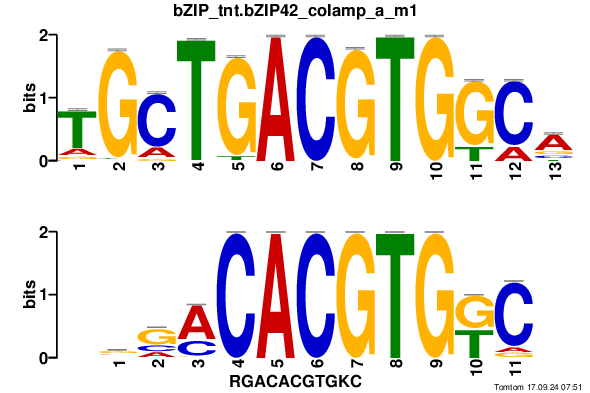 bZIP_tnt.bZIP42_colamp_a_m1
2
1
0
bits
TGCTGACGTGGCA
1 2 3 4 5 6 7 8 9 10 11 12 13
2
1
0
bits
GACACGTGGC
1 2 3 4 5 6 7 8 9 10 11
RGACACGTGKC
Tomtom 17.09.24 07:51